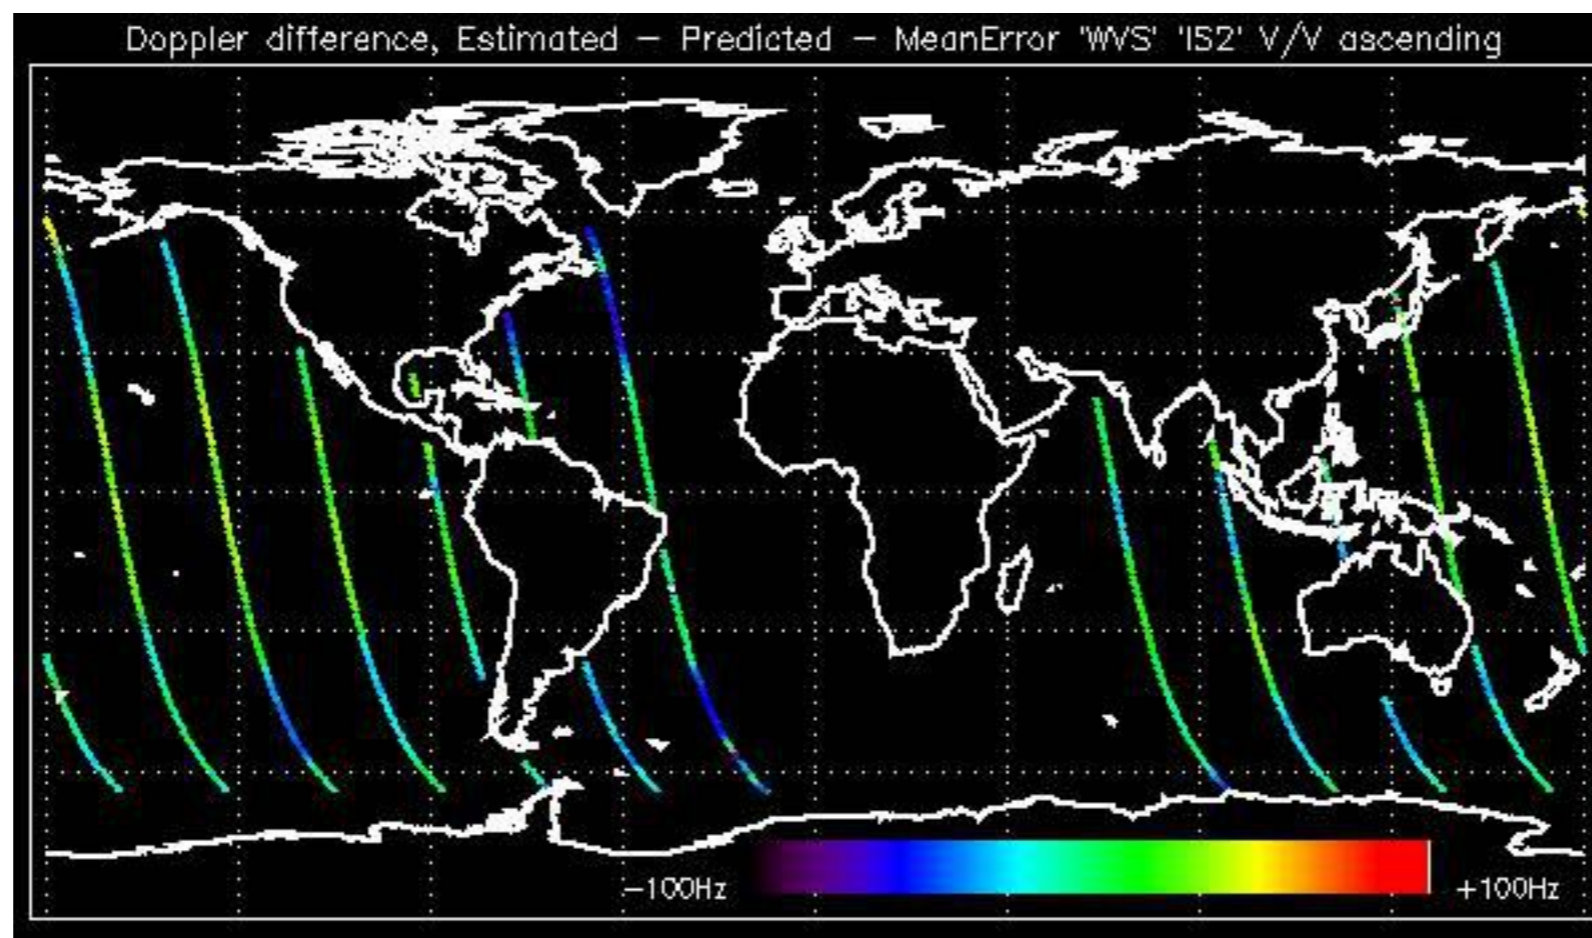 Doppler difference, Estimated - Predicted - MeanError 'WVS' 'IS2' V/V ascending
-100Hz +100Hz